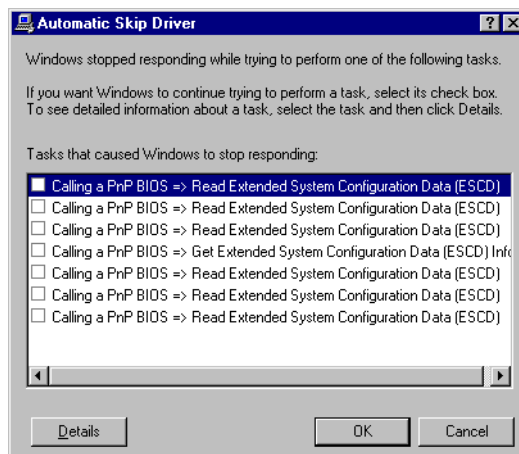 Automatic Skip Driver
Windows stopped responding while trying to perform one of the following tasks.
If you want Windows to continue trying to perform a task, select its check box.
To see detailed information about a task, select the task and then click Details.
Tasks that caused Windows to stop responding:
Calling a PnP BIOS => Read Extended System Configuration Data (ESCD)
Calling a PnP BIOS => Read Extended System Configuration Data (ESCD)
Calling a PnP BIOS => Read Extended System Configuration Data (ESCD)
Calling a PnP BIOS => Get Extended System Configuration Data (ESCD) Info
Calling a PnP BIOS => Read Extended System Configuration Data (ESCD)
Calling a PnP BIOS => Read Extended System Configuration Data (ESCD)
Calling a PnP BIOS => Read Extended System Configuration Data (ESCD)
Details
OK
Cancel